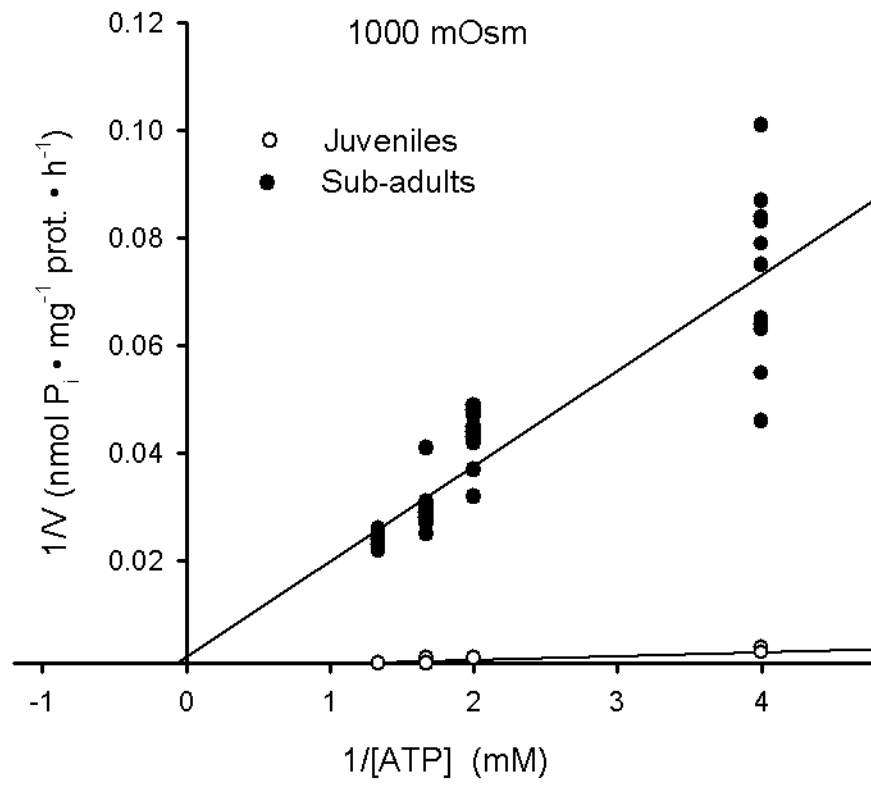 1000 mOsm
0.12
0.10
0.08
0.06
0.04
0.02
1/V (nmol Pi • mg-1 prot. • h-1)
Juveniles
Sub-adults
-1 0 1 2 3 4
1/[ATP] (mM)